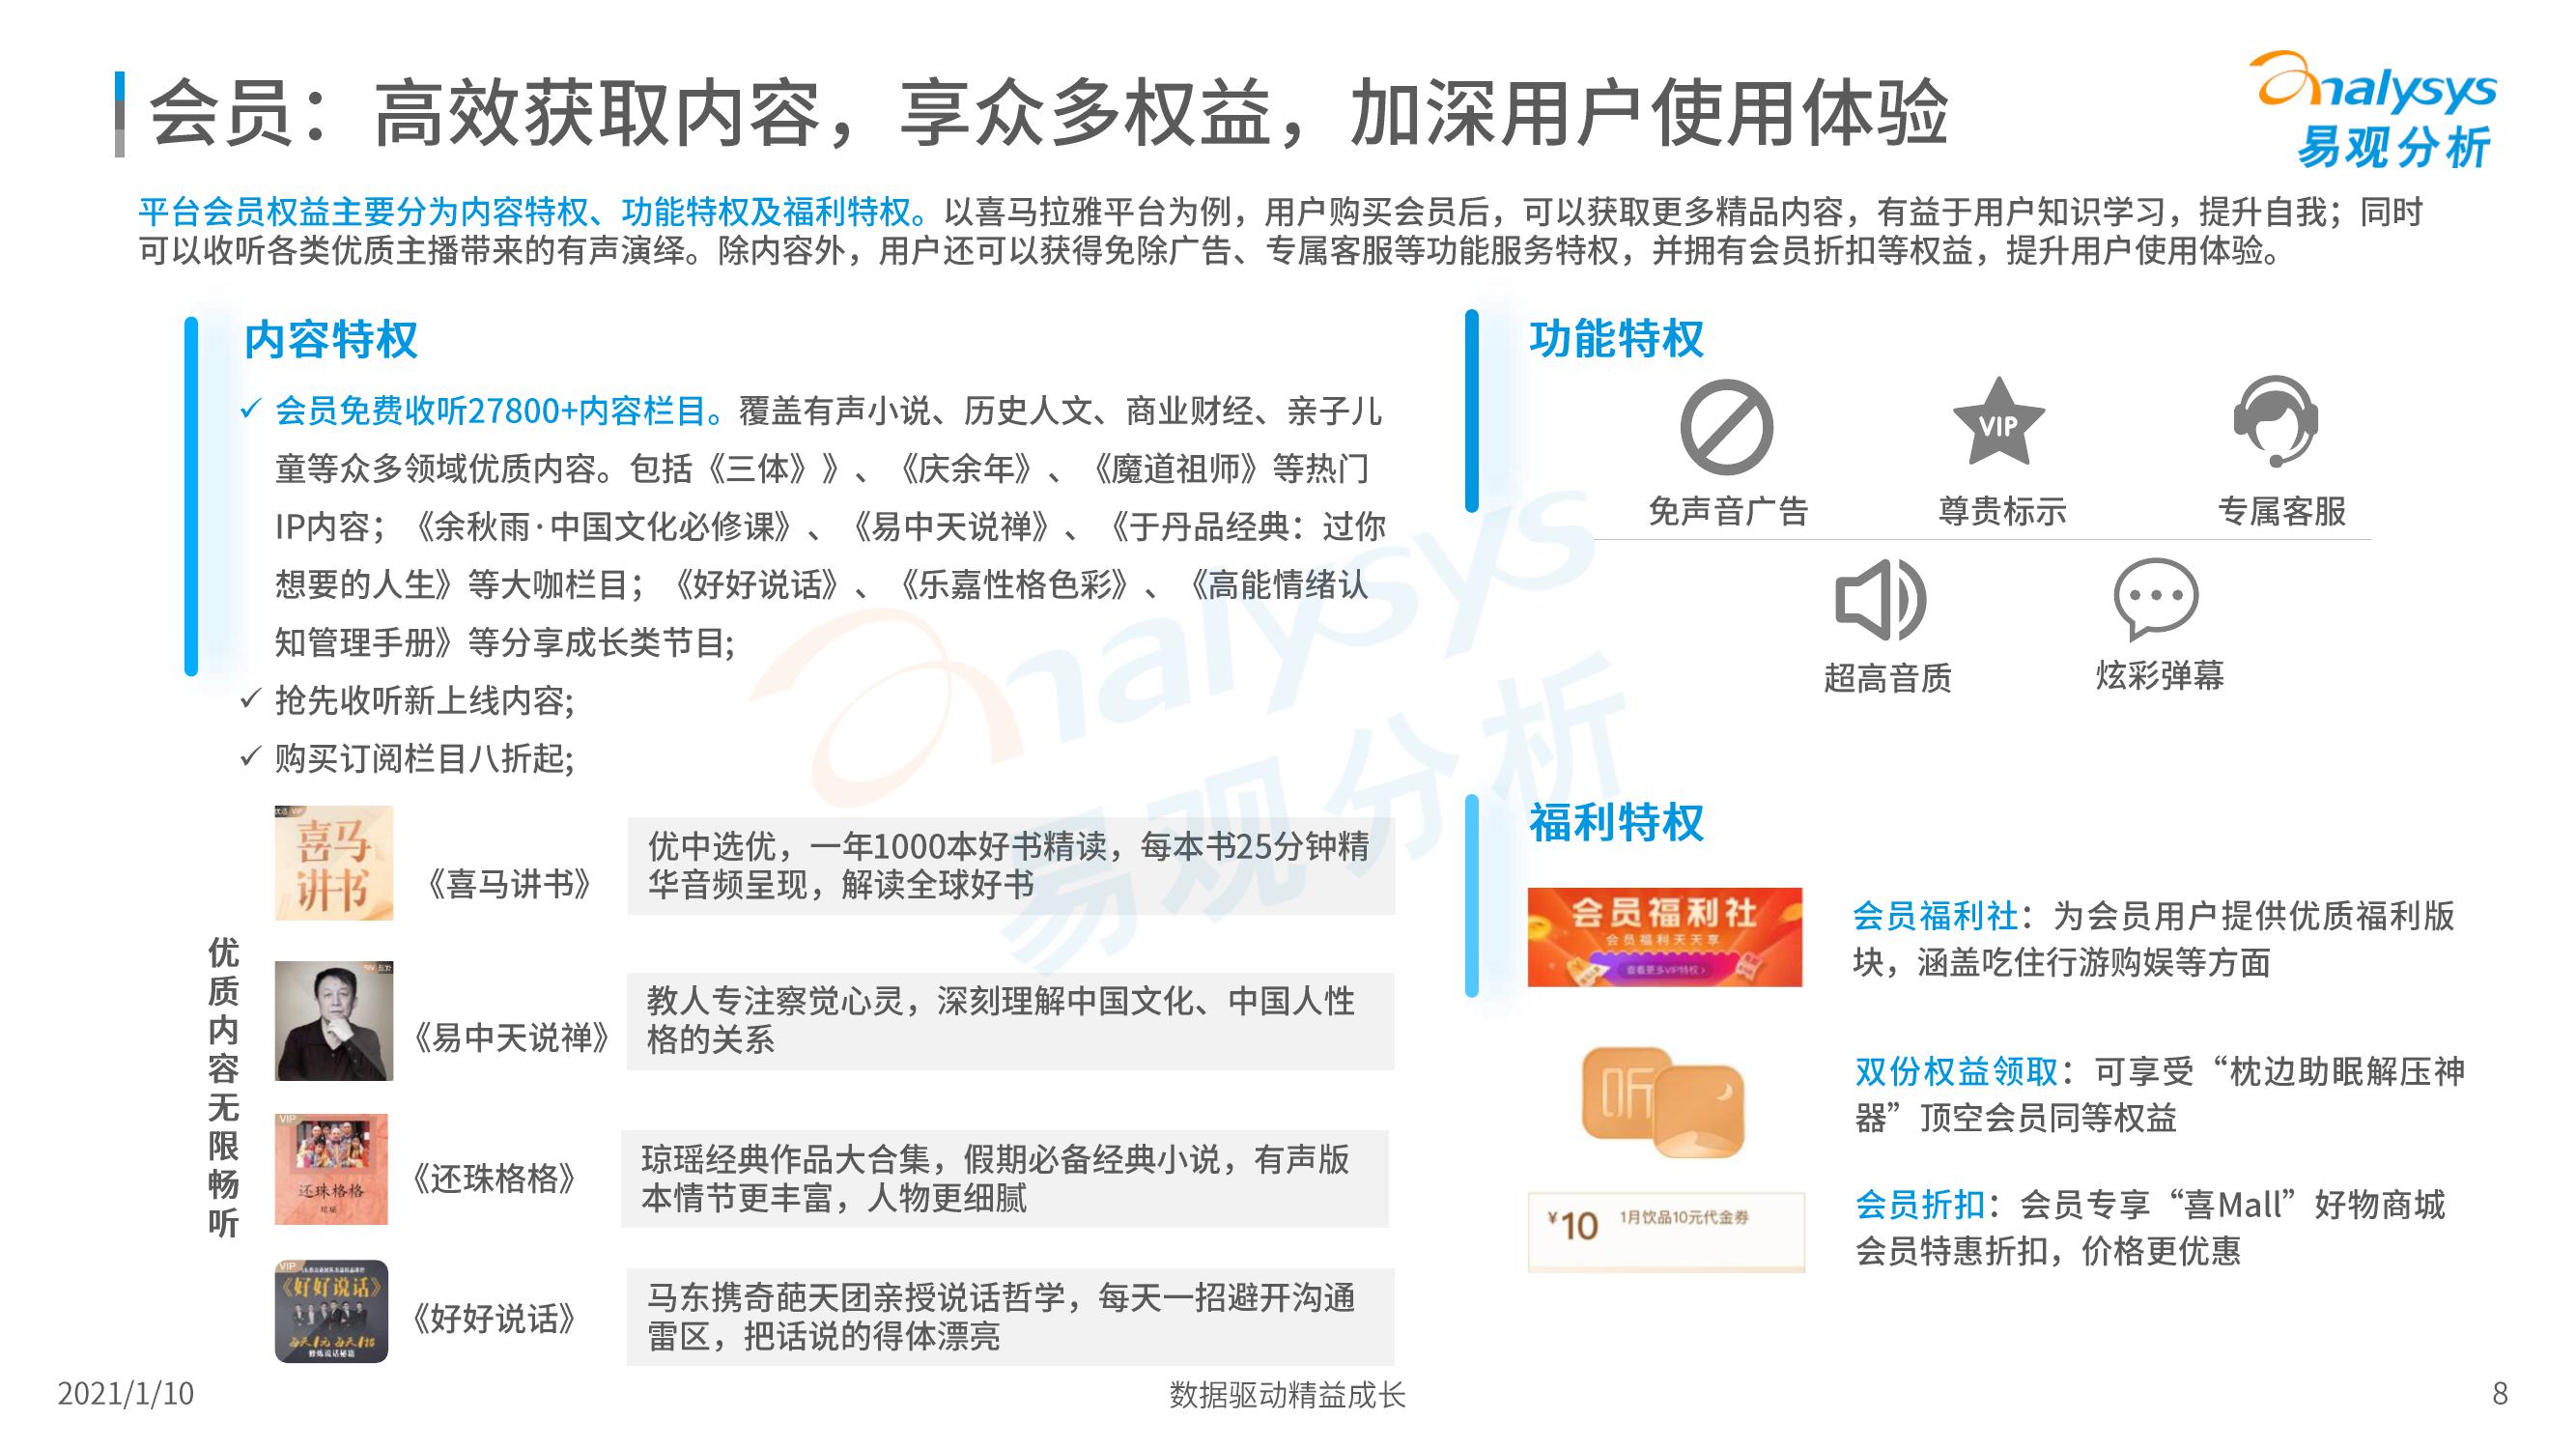 会员：高效获取内容，享众多权益，加深用户使用体验
analysys
易观分析
平台会员权益主要分为内容特权、功能特权及福利特权。以喜马拉雅平台为例，用户购买会员后，可以获取更多精品内容，有益于用户知识学习，提升自我；同时
可以收听各类优质主播带来的有声演绎。除内容外，用户还可以获得免除广告、专属客服等功能服务特权，并拥有会员折扣等权益，提升用户使用体验。
内容特权
✓ 会员免费收听27800+内容栏目。覆盖有声小说、历史人文、商业财经、亲子儿
童等众多领域优质内容。包括《三体》》、《庆余年》、《魔道祖师》等热门
IP内容；《余秋雨·中国文化必修课》、《易中天说禅》、《于丹品经典：过你
想要的人生》等大咖栏目；《好好说话》、《乐嘉性格色彩》、《高能情绪认
知管理手册》等分享成长类节目;
✓ 抢先收听新上线内容;
✓ 购买订阅栏目八折起;
优质内容无限畅听
喜马
讲书
《喜马讲书》
优中选优，一年1000本好书精读，每本书25分钟精
华音频呈现，解读全球好书
《易中天说禅》
教人专注察觉心灵，深刻理解中国文化、中国人性
格的关系
VIP
还珠格格
《还珠格格》
琼瑶经典作品大合集，假期必备经典小说，有声版
本情节更丰富，人物更细腻
VIP
《好好说话》
《好好说话》
马东携奇葩天团亲授说话哲学，每天一招避开沟通
雷区，把话说的得体漂亮
功能特权
免声音广告
VIP
尊贵标示
专属客服
超高音质
炫彩弹幕
福利特权
会员福利社
会员福利天天享
查看更多VIP特权>
会员福利社：为会员用户提供优质福利版
块，涵盖吃住行游购娱等方面
听
双份权益领取：可享受“枕边助眠解压神
器”顶空会员同等权益
¥10 1月饮品10元代金券
会员折扣：会员专享“喜Mall”好物商城
会员特惠折扣，价格更优惠
analysys
易观分析
2021/1/10
数据驱动精益成长
8